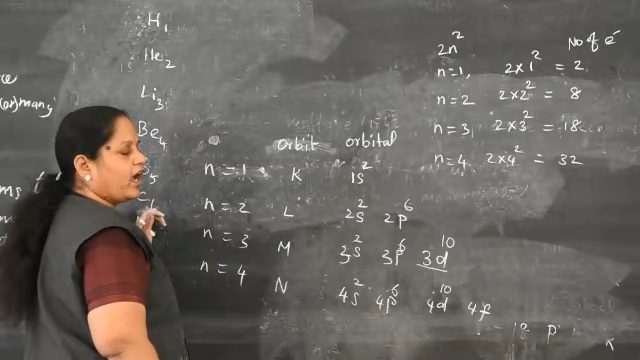 H₁
He₂
Li₃
Be₄
5
2n² No of e⁻
n=1, 2×1² = 2
n=2 2×2² = 8
n=3, 2×3² = 18
n=4, 2×4² = 32
orbit orbital
n=1 K 1s²
n=2 L 2s² 2p⁶
n=3 M 3s² 3p⁶ 3d¹⁰
n=4 N 4s² 4p⁶ 4d¹⁰ 4f
18 p
K